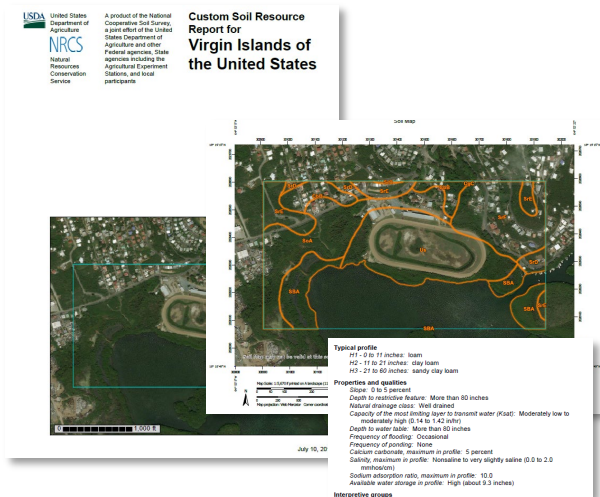 USDA
United States
Department of
Agriculture
NRCS
Natural
Resources
Conservation
Service
A product of the National
Cooperative Soil Survey,
a joint effort of the United
States Department of
Agriculture and other
Federal agencies, State
agencies including the
Agricultural Experiment
Stations, and local
participants
Custom Soil Resource
Report for
Virgin Islands of
the United States
Soil Map
SBA
SBA
SBA
SBA
0 1,000 ft
July 10, 20
Typical profile
H1 - 0 to 11 inches: loam
H2 - 11 to 21 inches: clay loam
H3 - 21 to 60 inches: sandy clay loam
Properties and qualities
Slope: 0 to 5 percent
Depth to restrictive feature: More than 80 inches
Natural drainage class: Well drained
Capacity of the most limiting layer to transmit water (Ksat): Moderately low to
moderately high (0.14 to 1.42 in/hr)
Depth to water table: More than 80 inches
Frequency of flooding: Occasional
Frequency of ponding: None
Calcium carbonate, maximum in profile: 5 percent
Salinity, maximum in profile: Nonsaline to very slightly saline (0.0 to 2.0
mmhos/cm)
Sodium adsorption ratio, maximum in profile: 10.0
Available water storage in profile: High (about 9.3 inches)
Interpretive groups